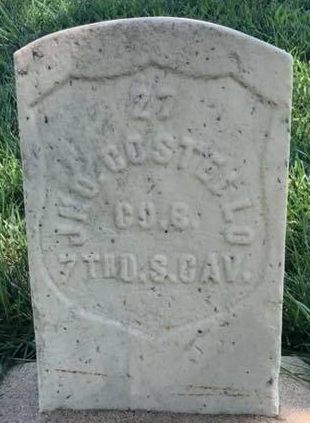 27
JNO. COSTELLO
CO. B.
7TH U.S. CAV.